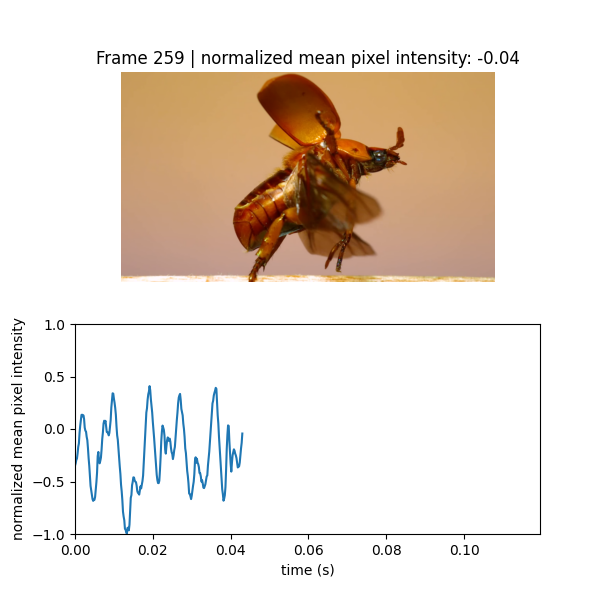 Frame 259 | normalized mean pixel intensity: -0.04
normalized mean pixel intensity
1.0
0.5
0.0
−0.5
−1.0
0.00 0.02 0.04 0.06 0.08 0.10
time (s)